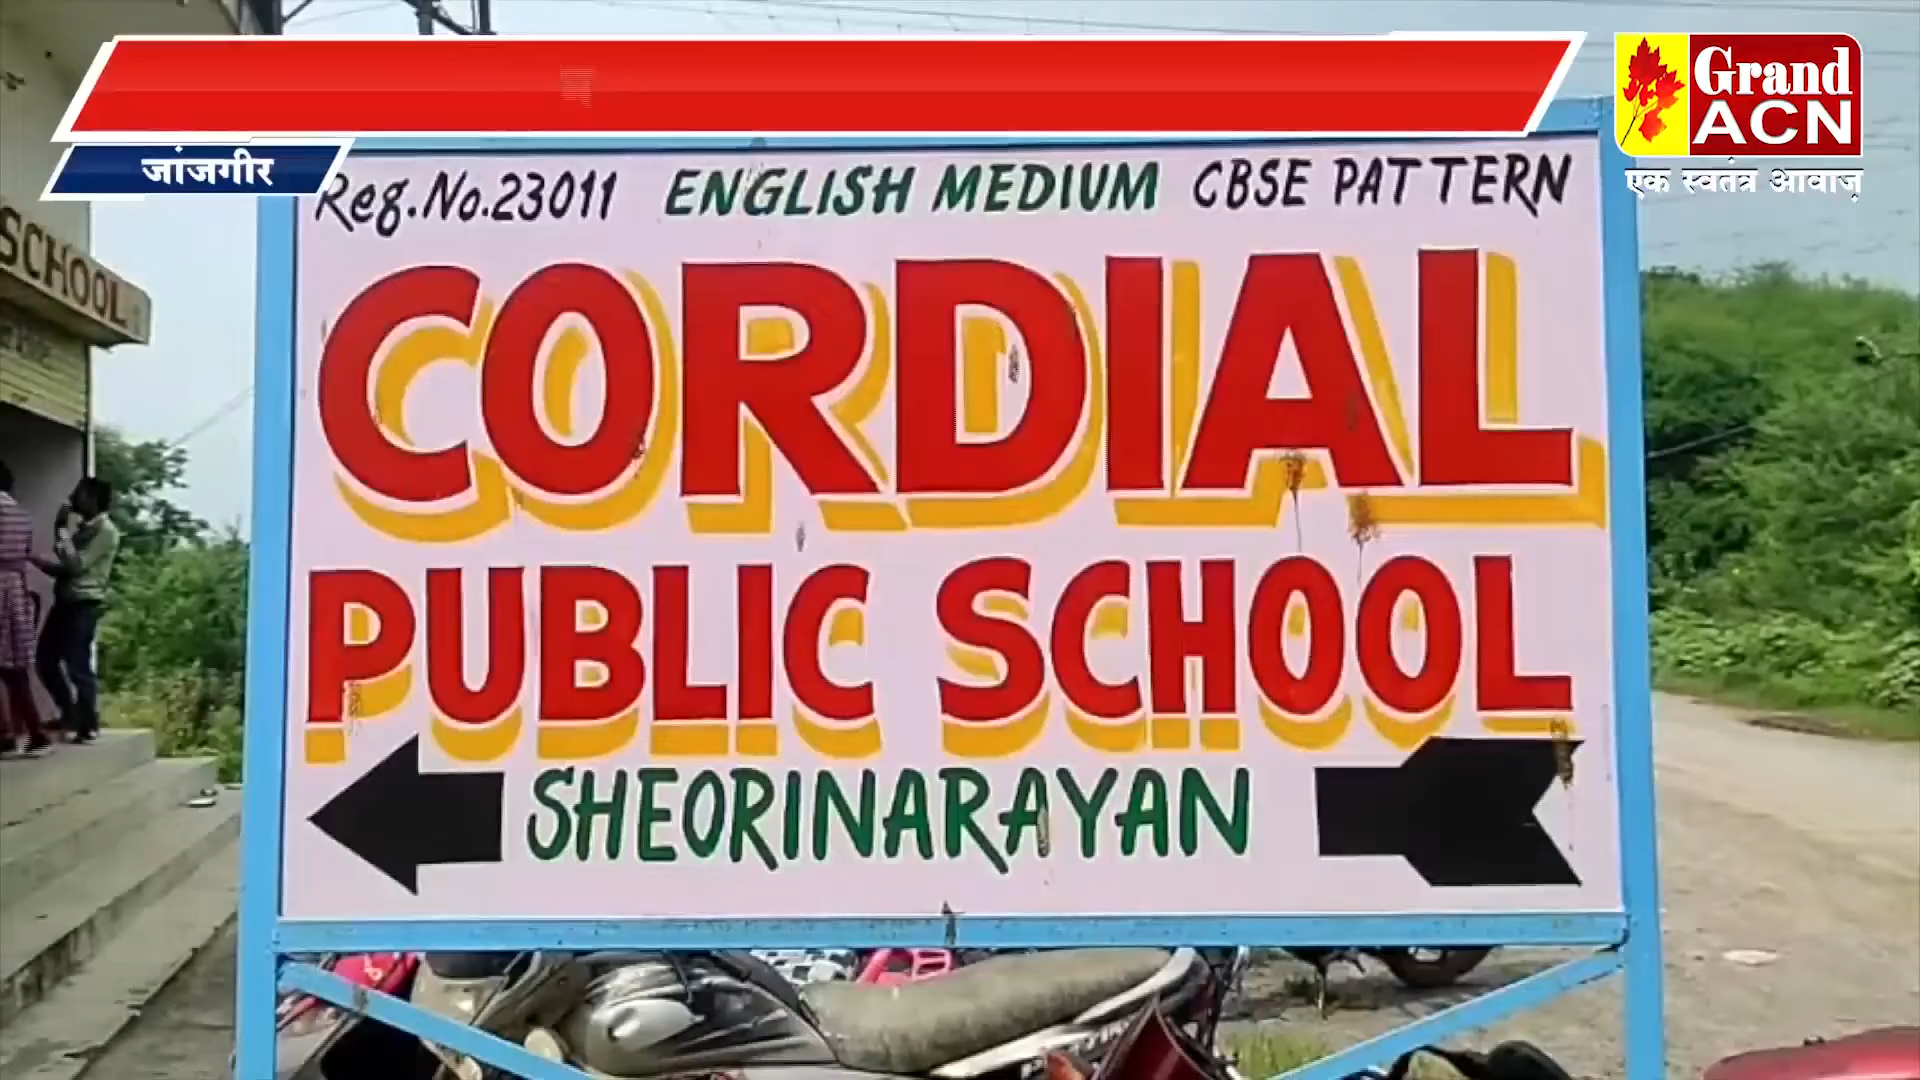 Grand
ACN
एक स्वतंत्र आवाज़
जांजगीर
Reg.No.23011 ENGLISH MEDIUM CBSE PATTERN
SCHOOL
CORDIAL
PUBLIC SCHOOL
SHEORINARAYAN